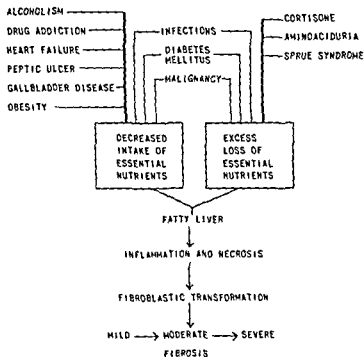 ALCOHOLISM
DRUG ADDICTION
HEART FAILURE
PEPTIC ULCER
GALLBLADDER DISEASE
OBESITY
INFECTIONS
DIABETES
MELLITUS
MALIGNANCY
CORTISONE
AMINOACIDURIA
SPRUE SYNDROME
DECREASED
INTAKE OF
ESSENTIAL
NUTRIENTS
EXCESS
LOSS OF
ESSENTIAL
NUTRIENTS
FATTY LIVER
INFLAMMATION AND NECROSIS
FIBROBLASTIC TRANSFORMATION
MILD MODERATE SEVERE
FIBROSIS